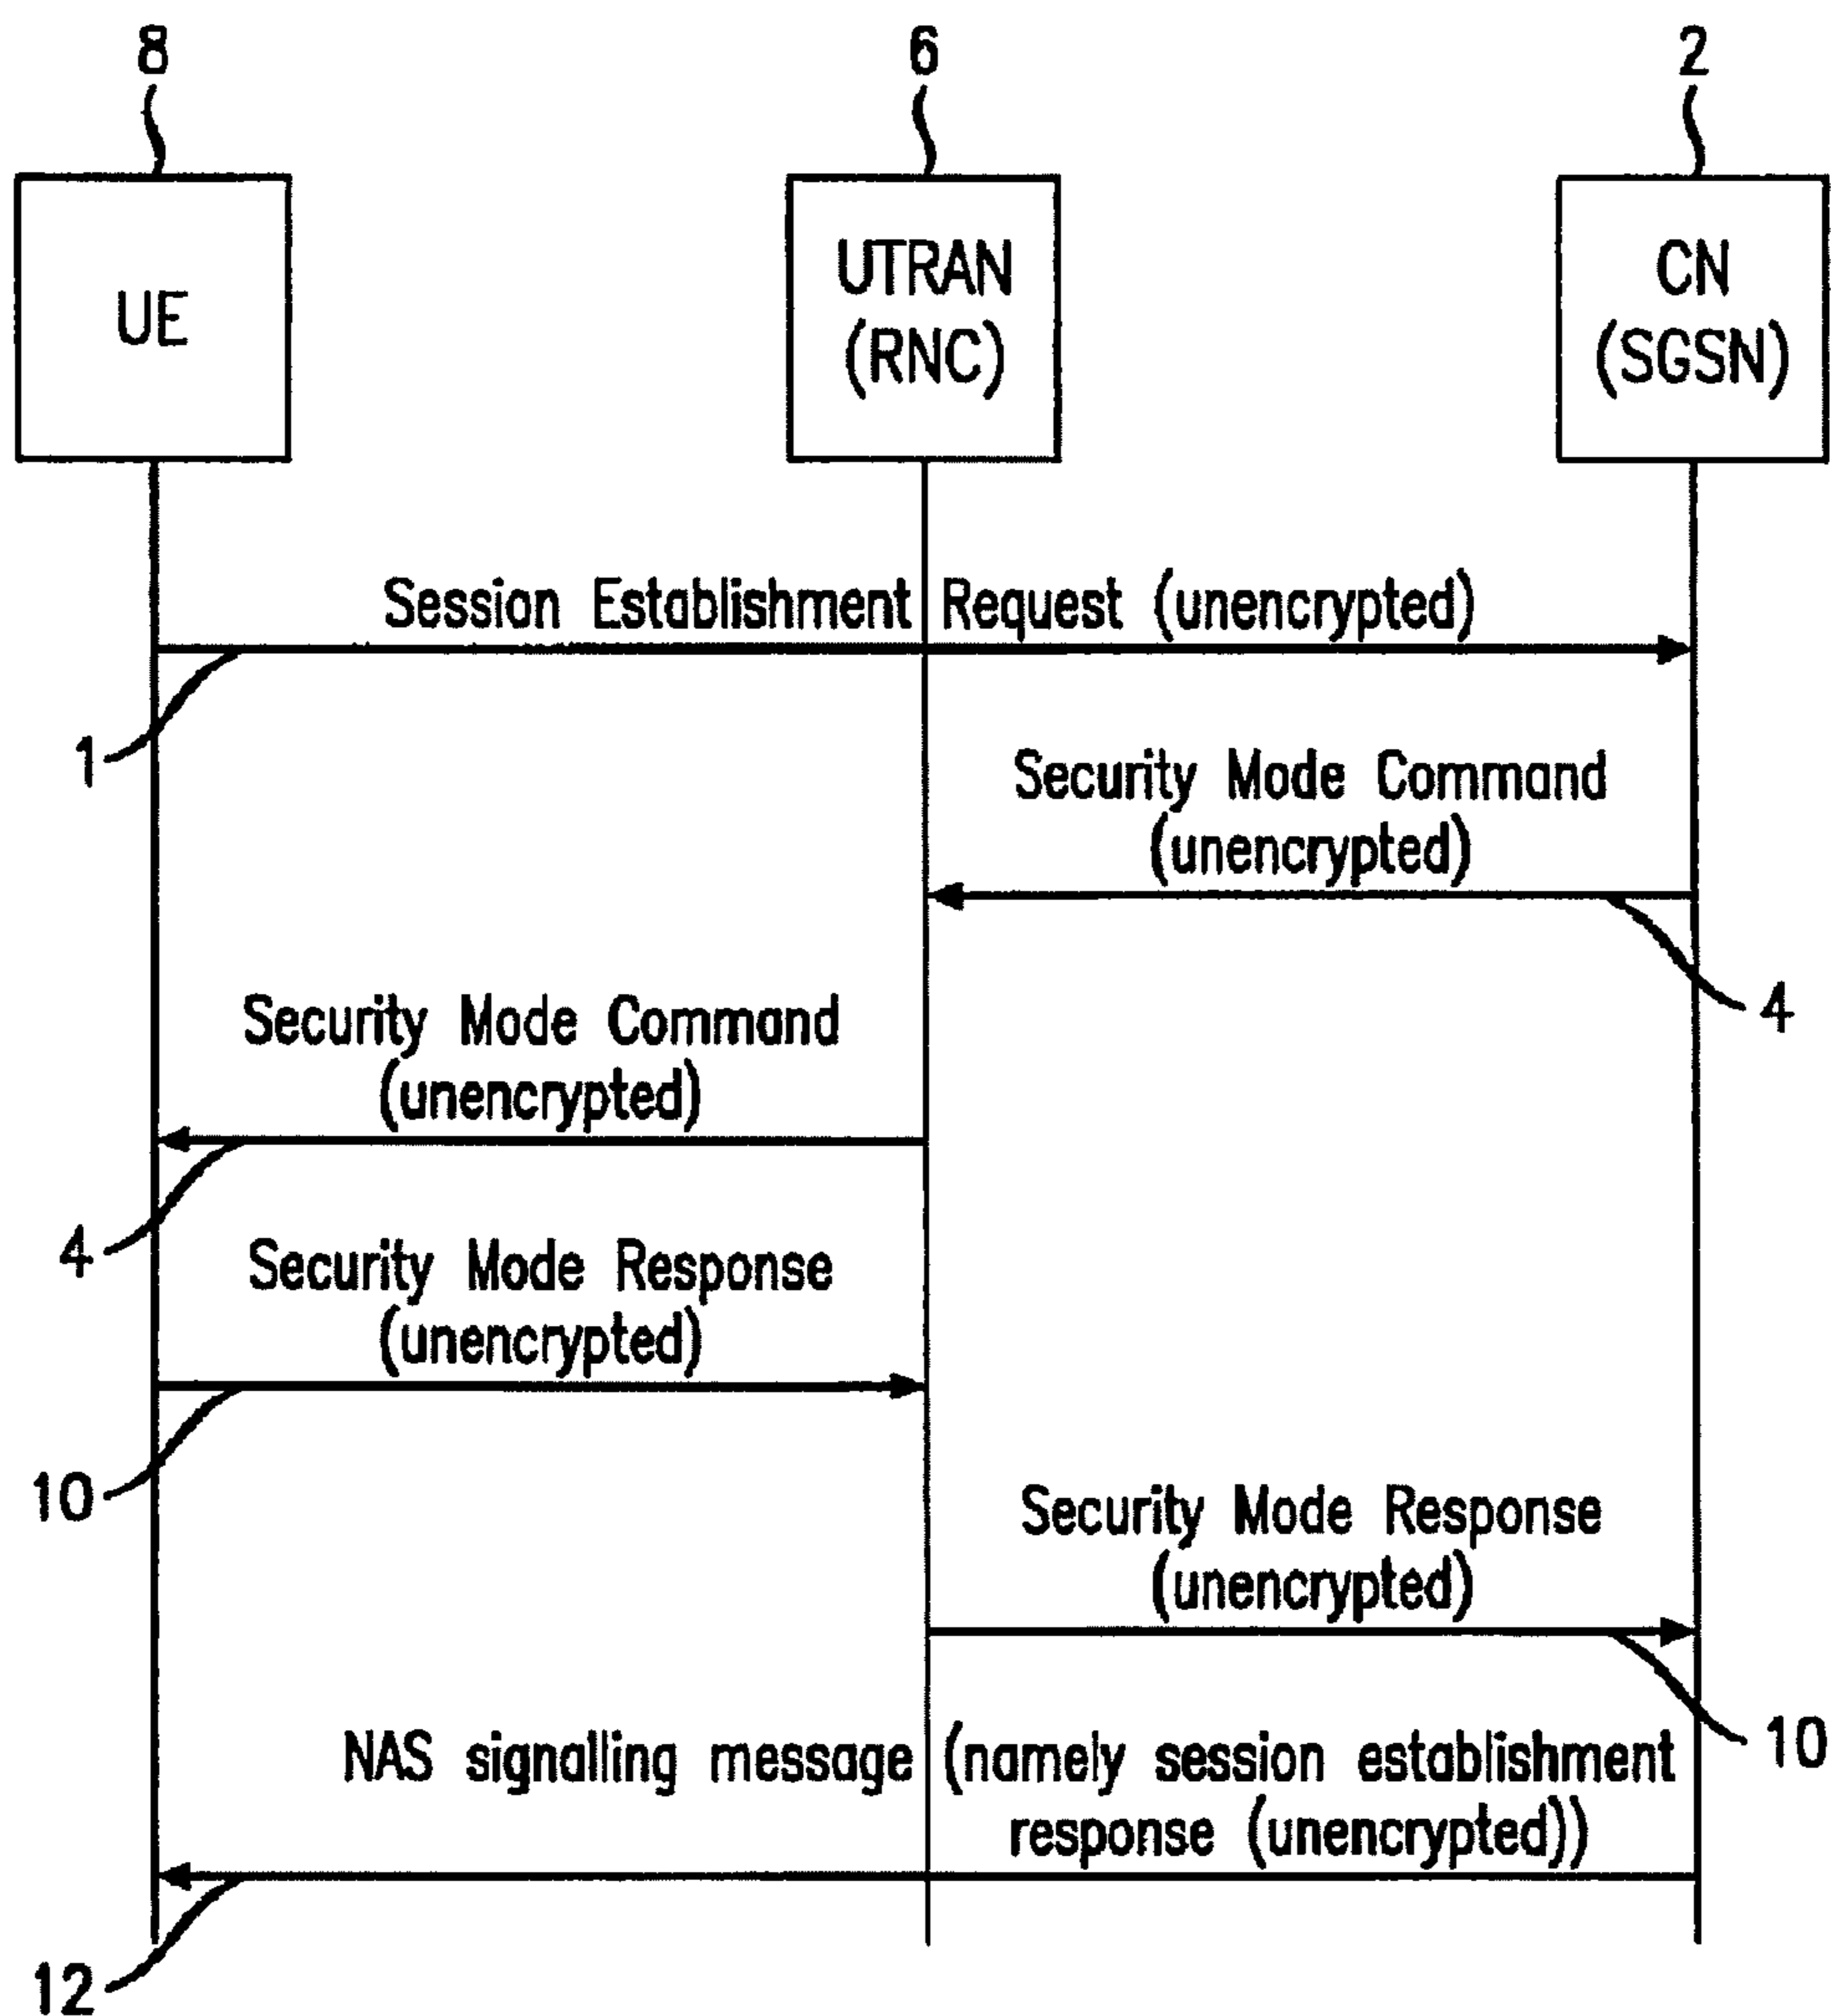 8
6
2
UE
UTRAN
(RNC)
CN
(SGSN)
Session Establishment Request (unencrypted)
1
Security Mode Command
(unencrypted)
4
Security Mode Command
(unencrypted)
4
Security Mode Response
(unencrypted)
10
Security Mode Response
(unencrypted)
10
NAS signalling message (namely session establishment
response (unencrypted))
12